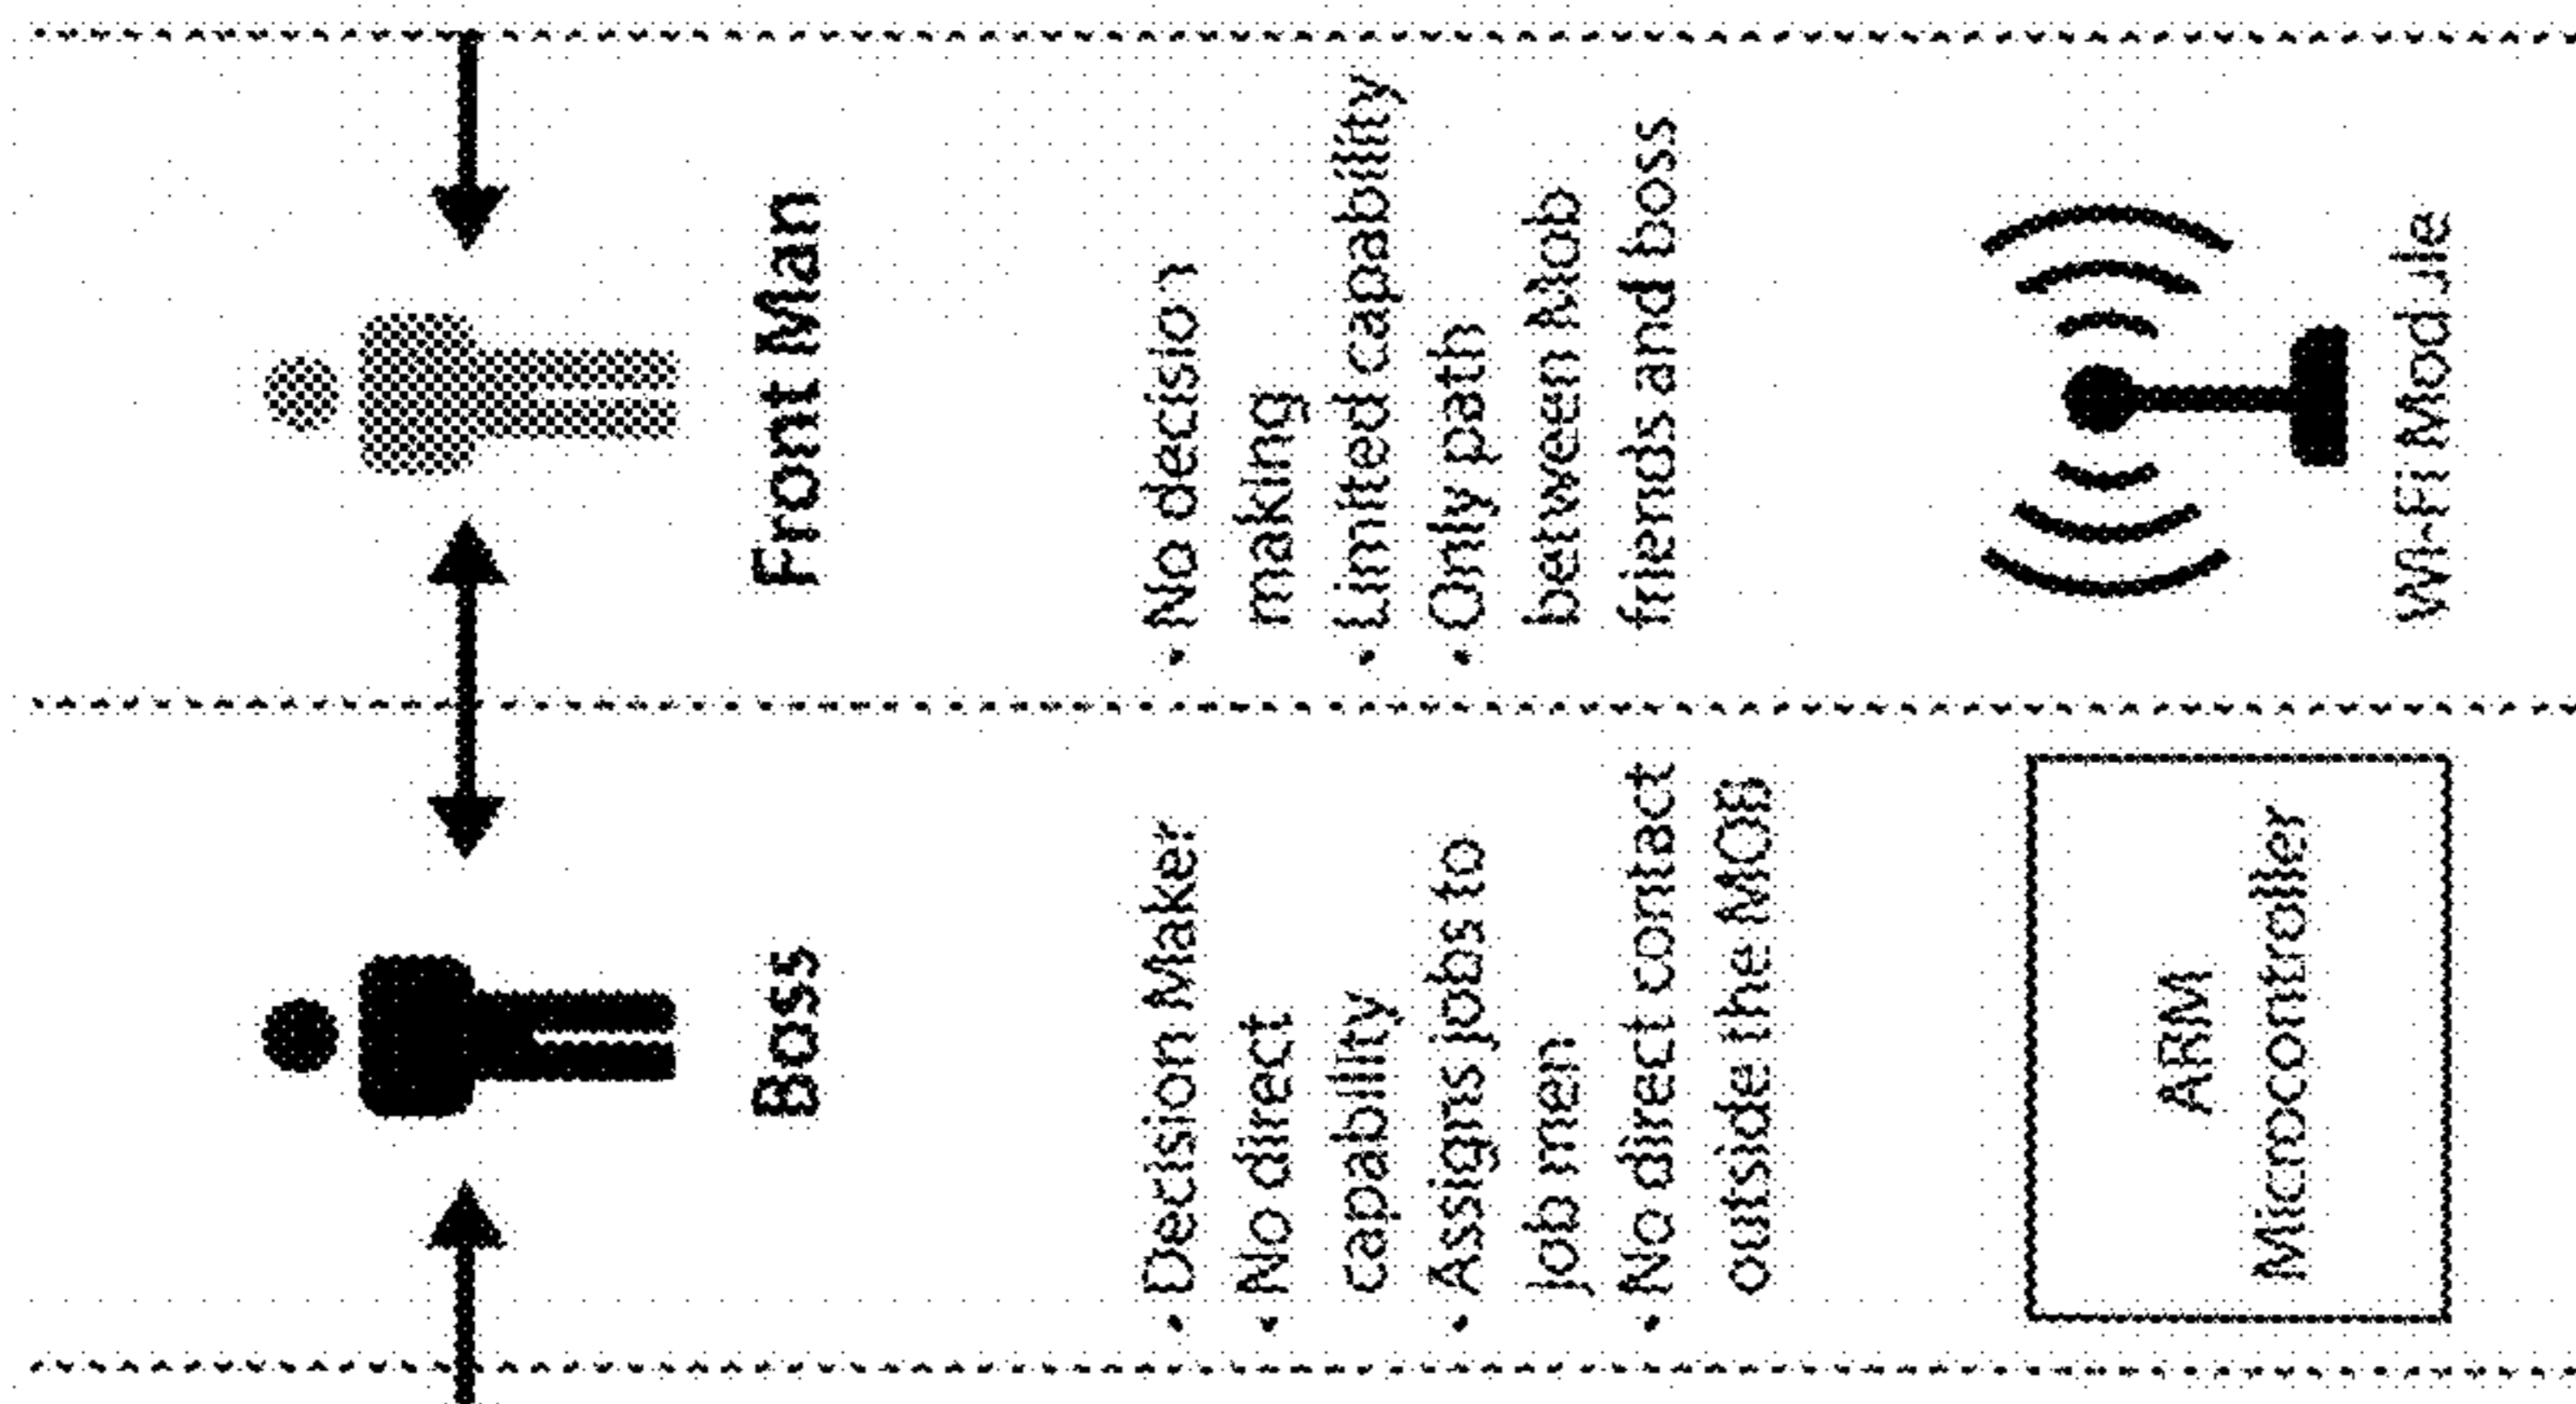 Boss
• Decision Maker
• No direct
capability
• Assigns jobs to
job men
• No direct contact
outside the MOB
ARM
Microcontroller
Front Man
• No decision
making
• Limited capability
• Only path
between Mob
friends and boss
Wi-Fi Module